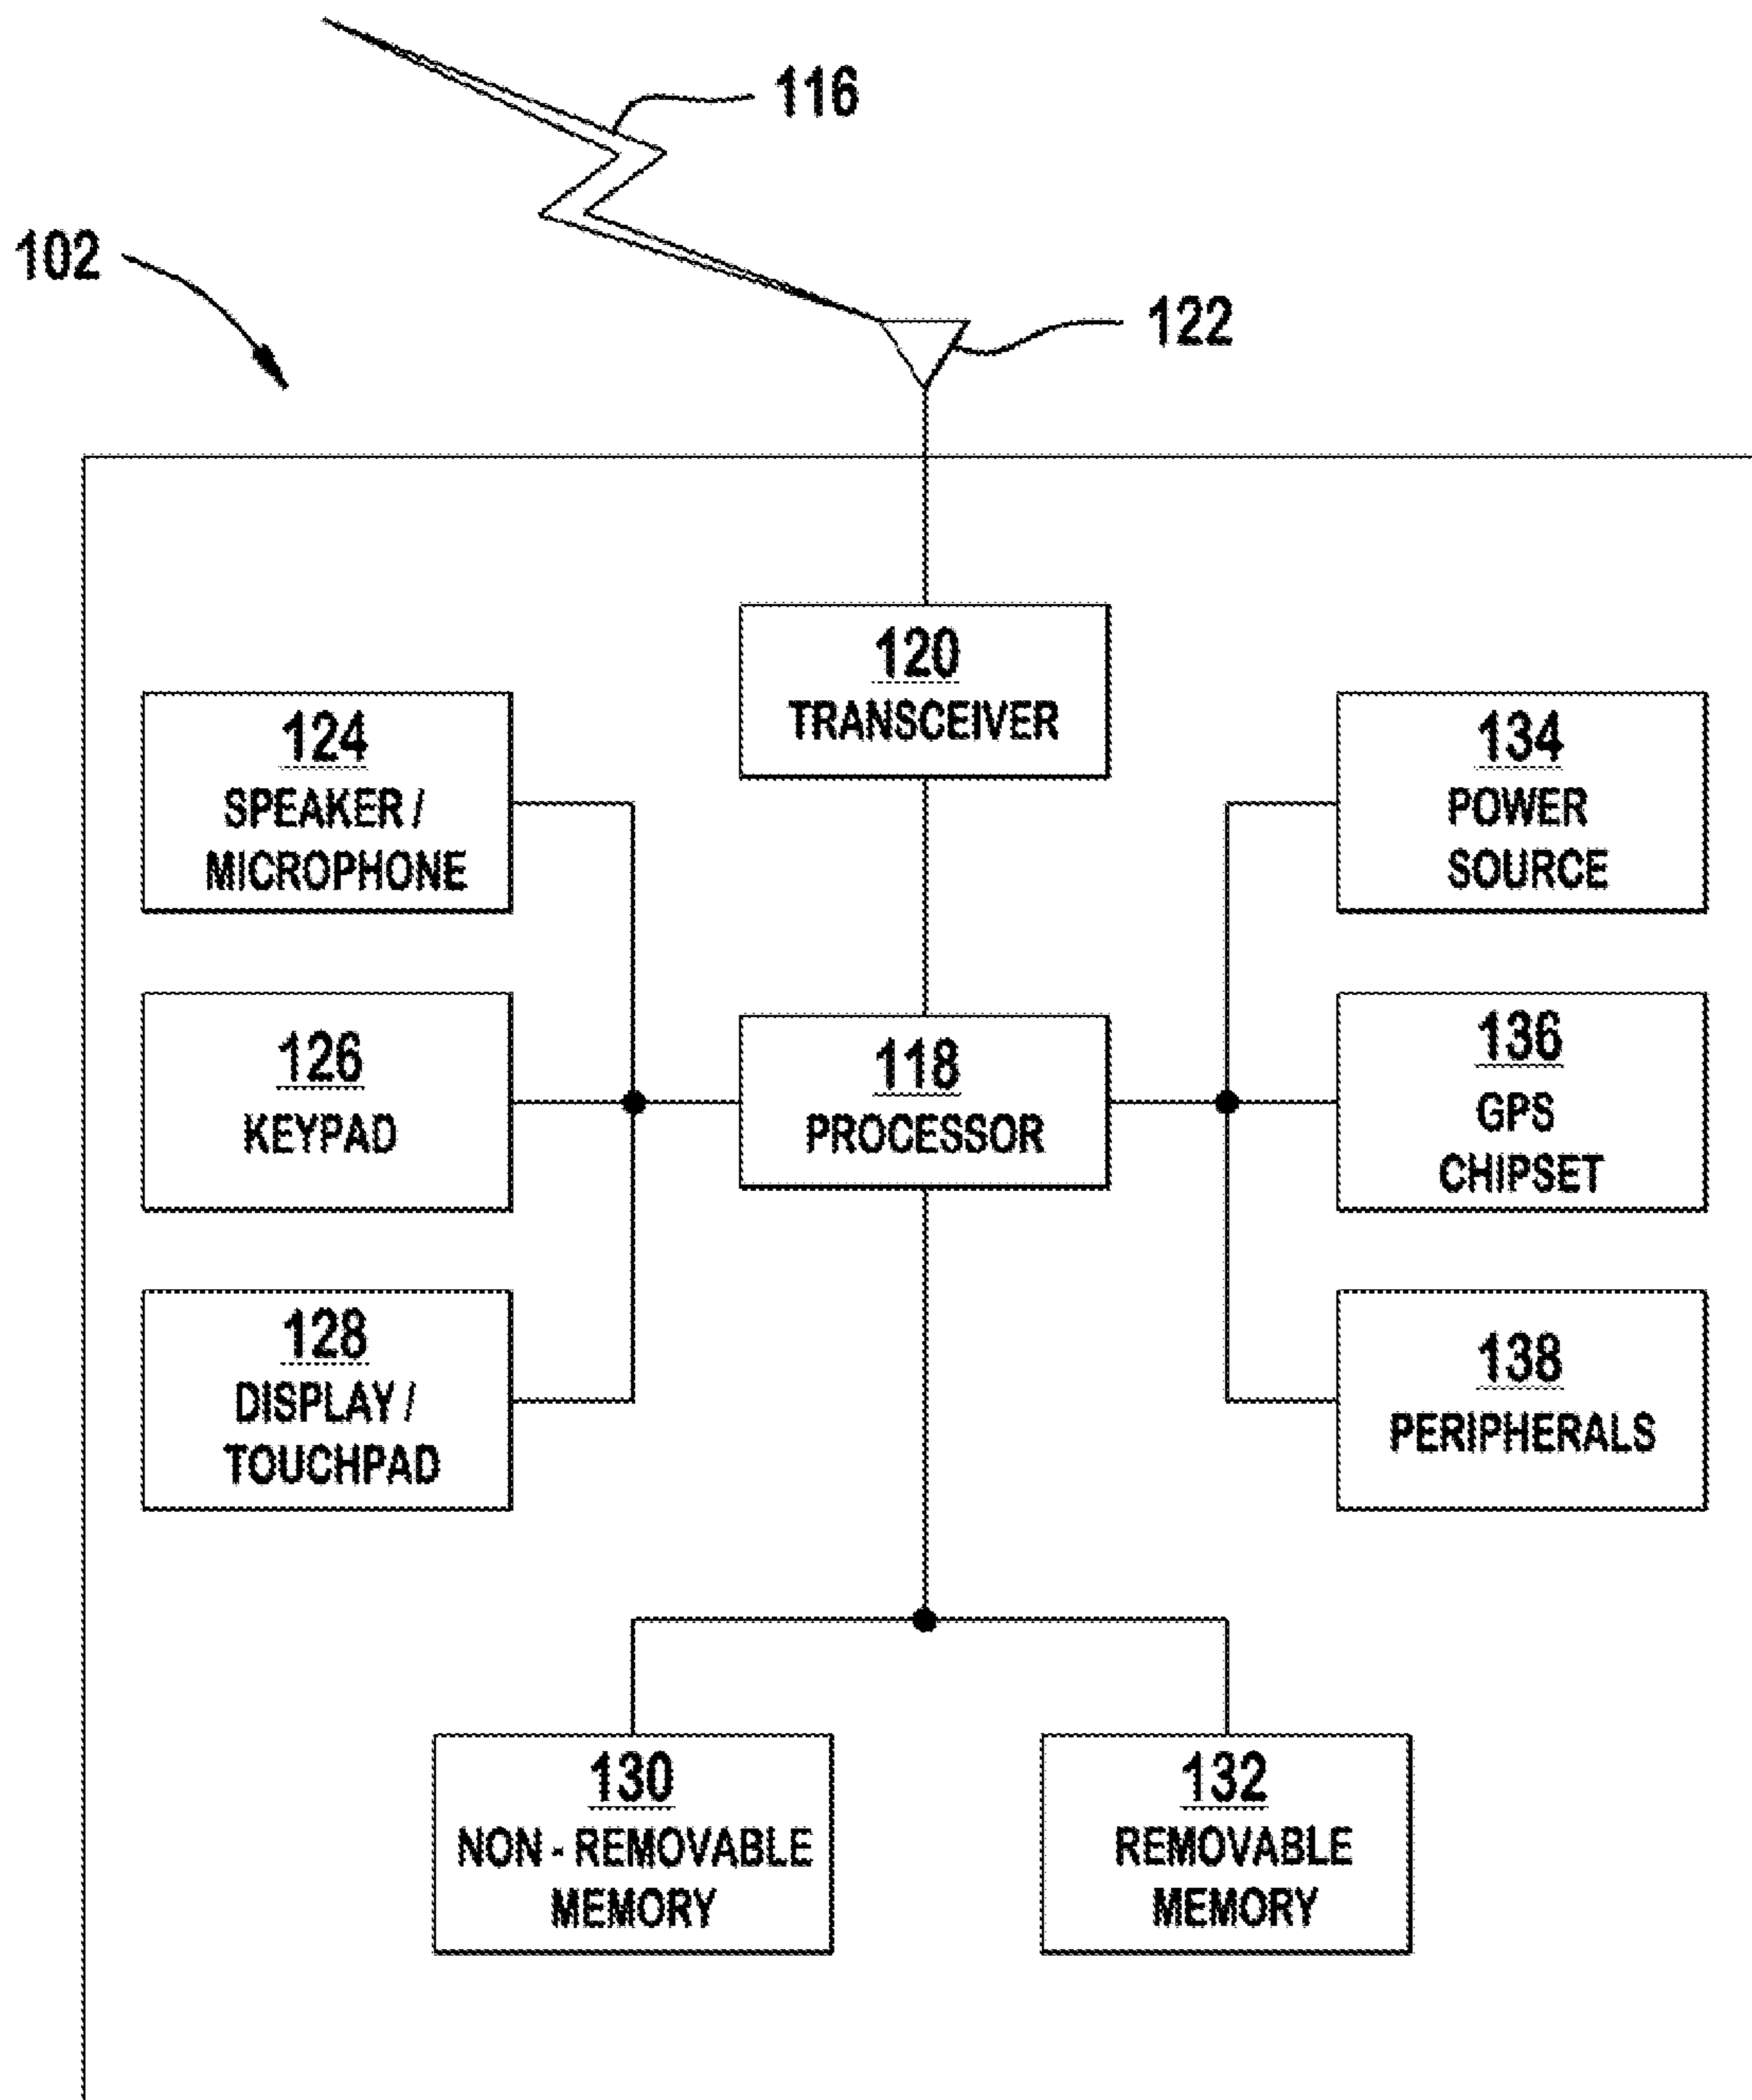 116
102
122
120
TRANSCEIVER
124
SPEAKER /
MICROPHONE
134
POWER
SOURCE
126
KEYPAD
118
PROCESSOR
136
GPS
CHIPSET
128
DISPLAY /
TOUCHPAD
138
PERIPHERALS
130
NON - REMOVABLE
MEMORY
132
REMOVABLE
MEMORY